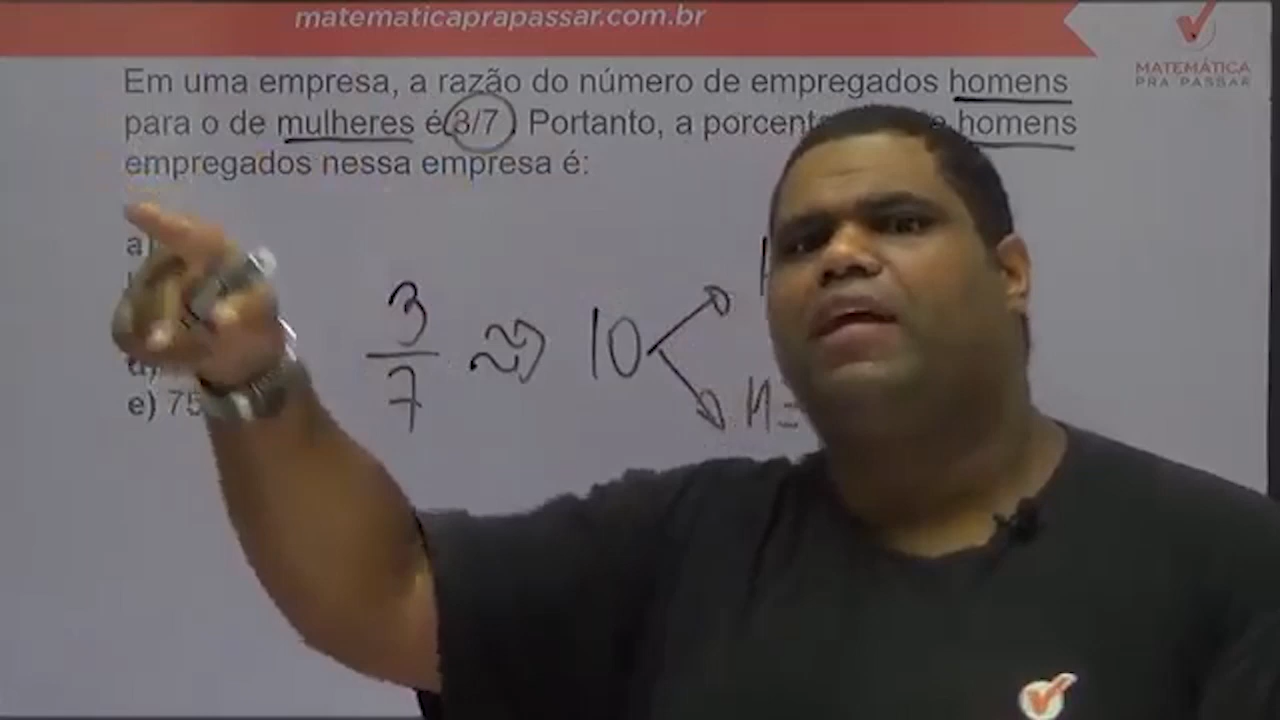 matematicaprapassar.com.br
MATEMÁTICA
PRA PASSAR
Em uma empresa, a razão do número de empregados homens
para o de mulheres é 3/7 . Portanto, a homens
empregados nessa empresa é:
a)
e) 75
3
7
10